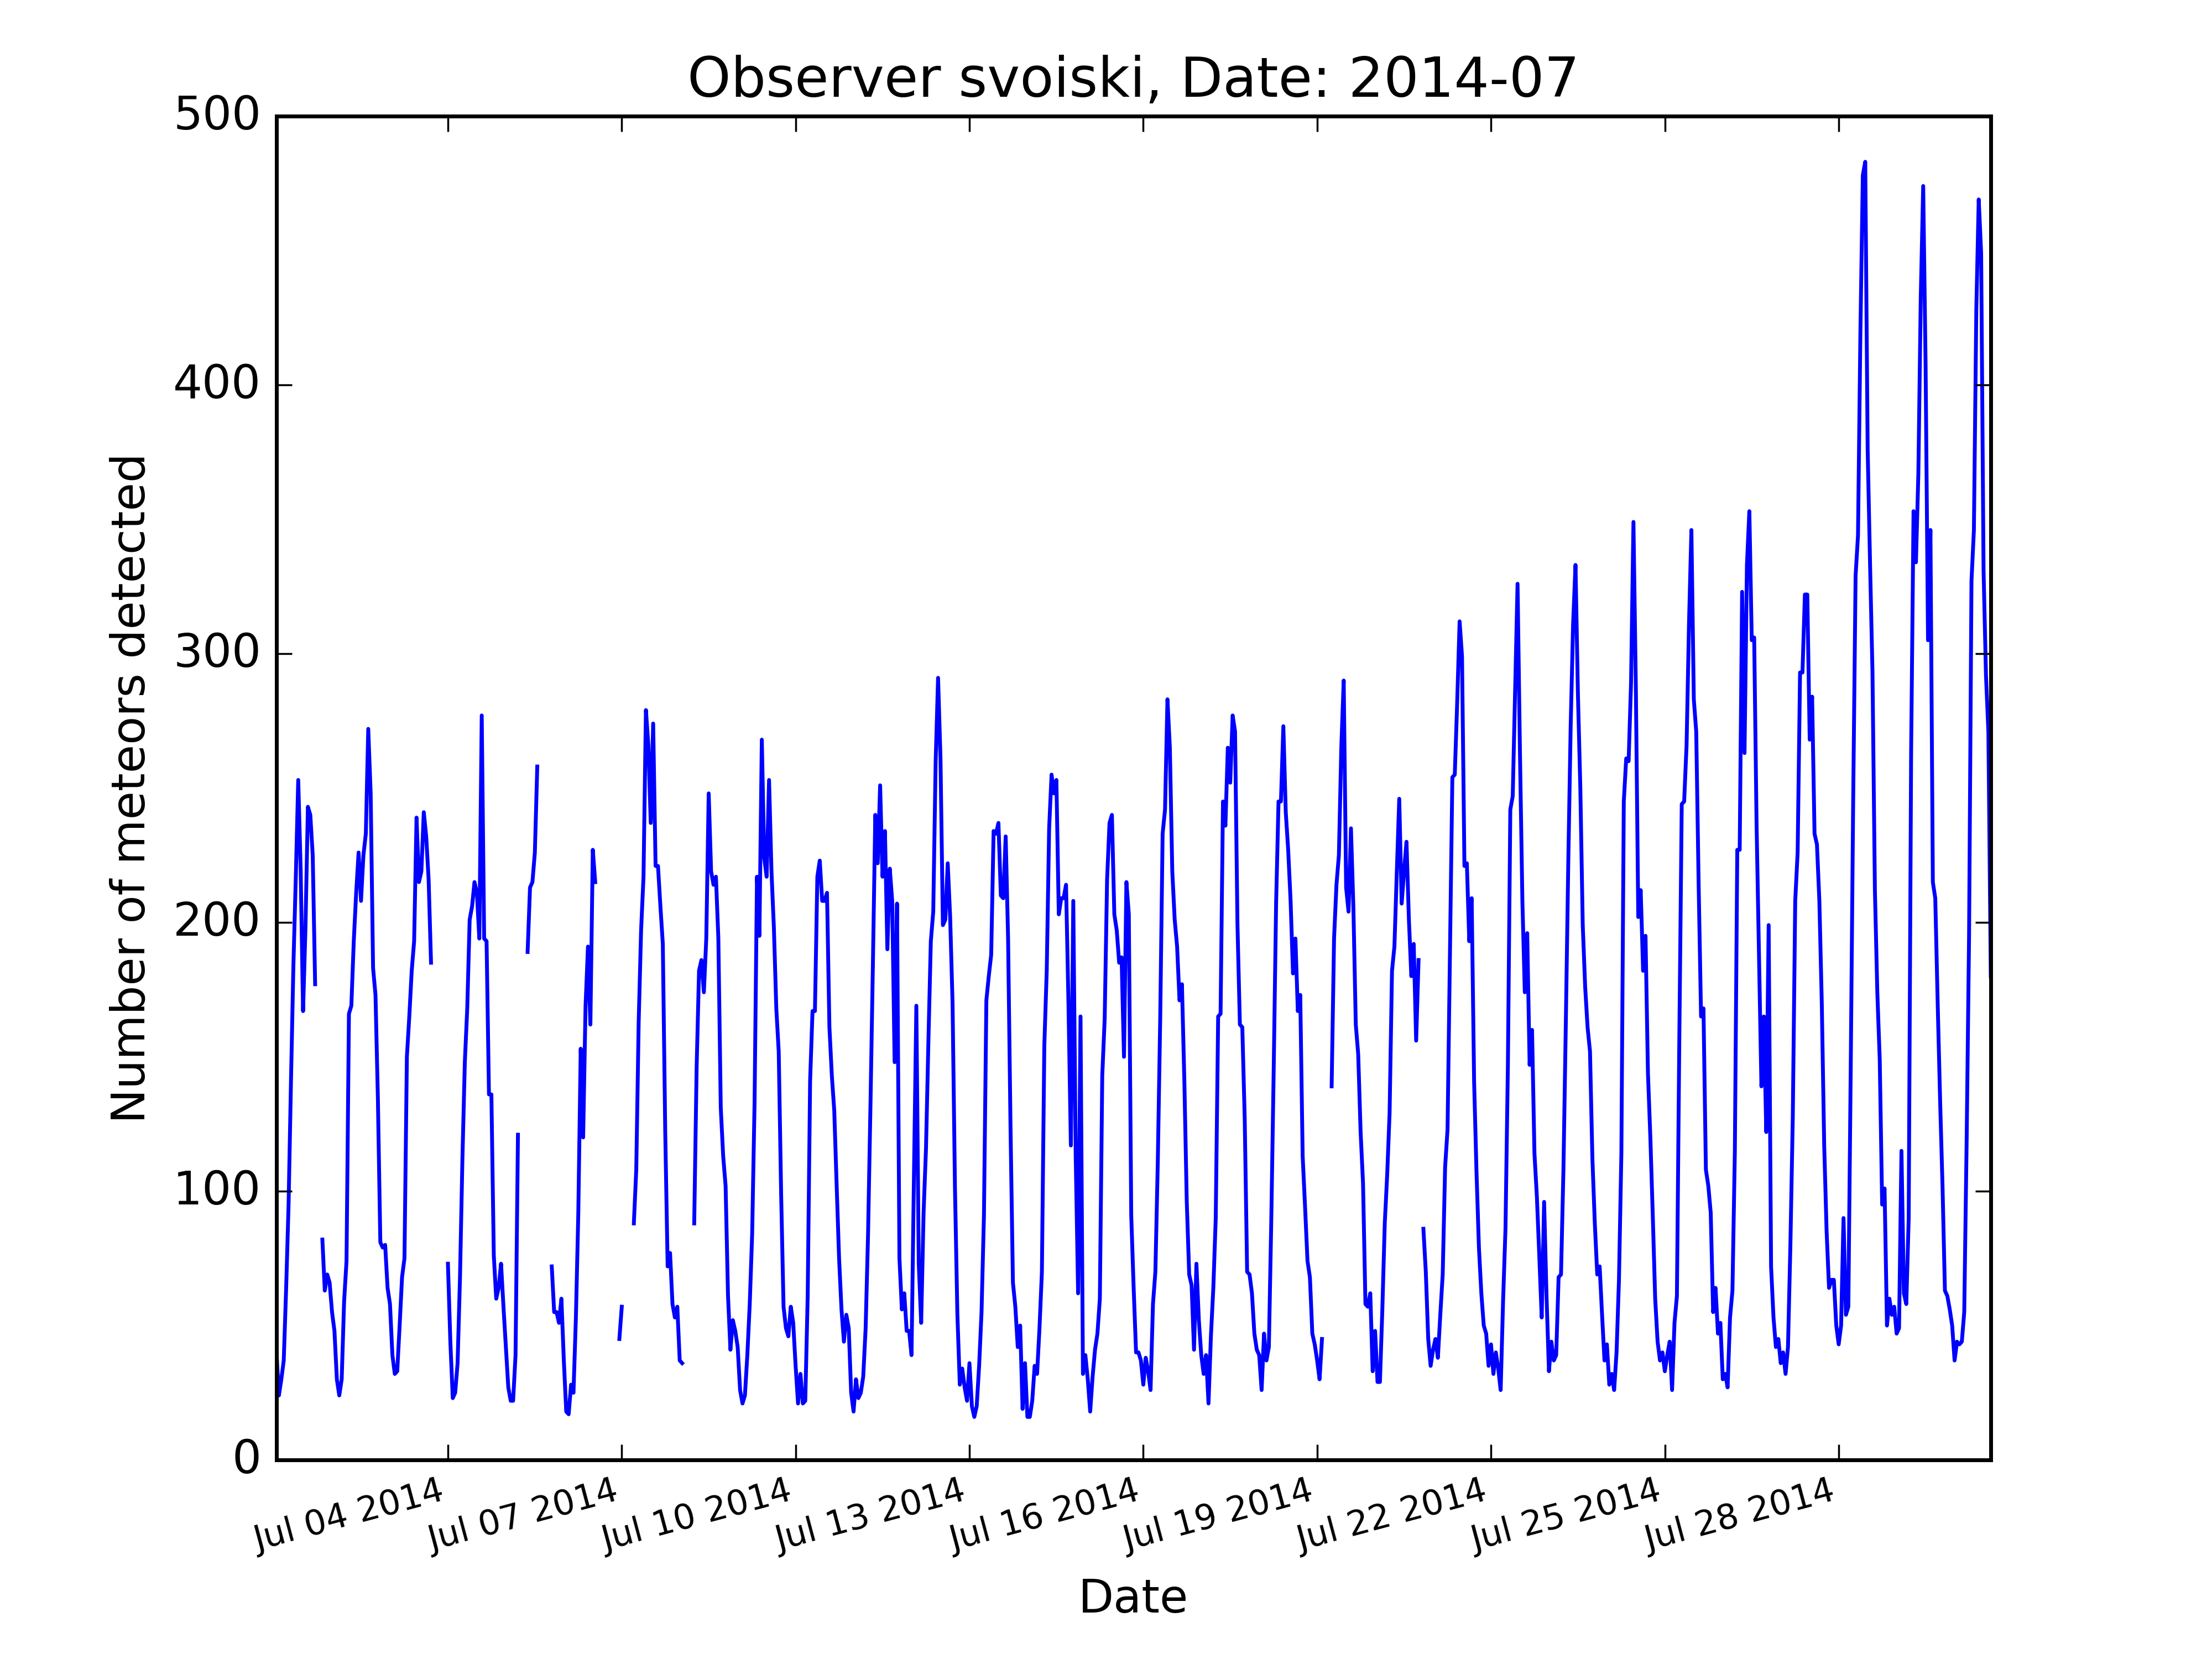 Observer svoiski, Date: 2014-07
Number of meteors detected
500
400
300
200
100
0
Jul 04 2014
Jul 07 2014
Jul 10 2014
Jul 13 2014
Jul 16 2014
Jul 19 2014
Jul 22 2014
Jul 25 2014
Jul 28 2014
Date